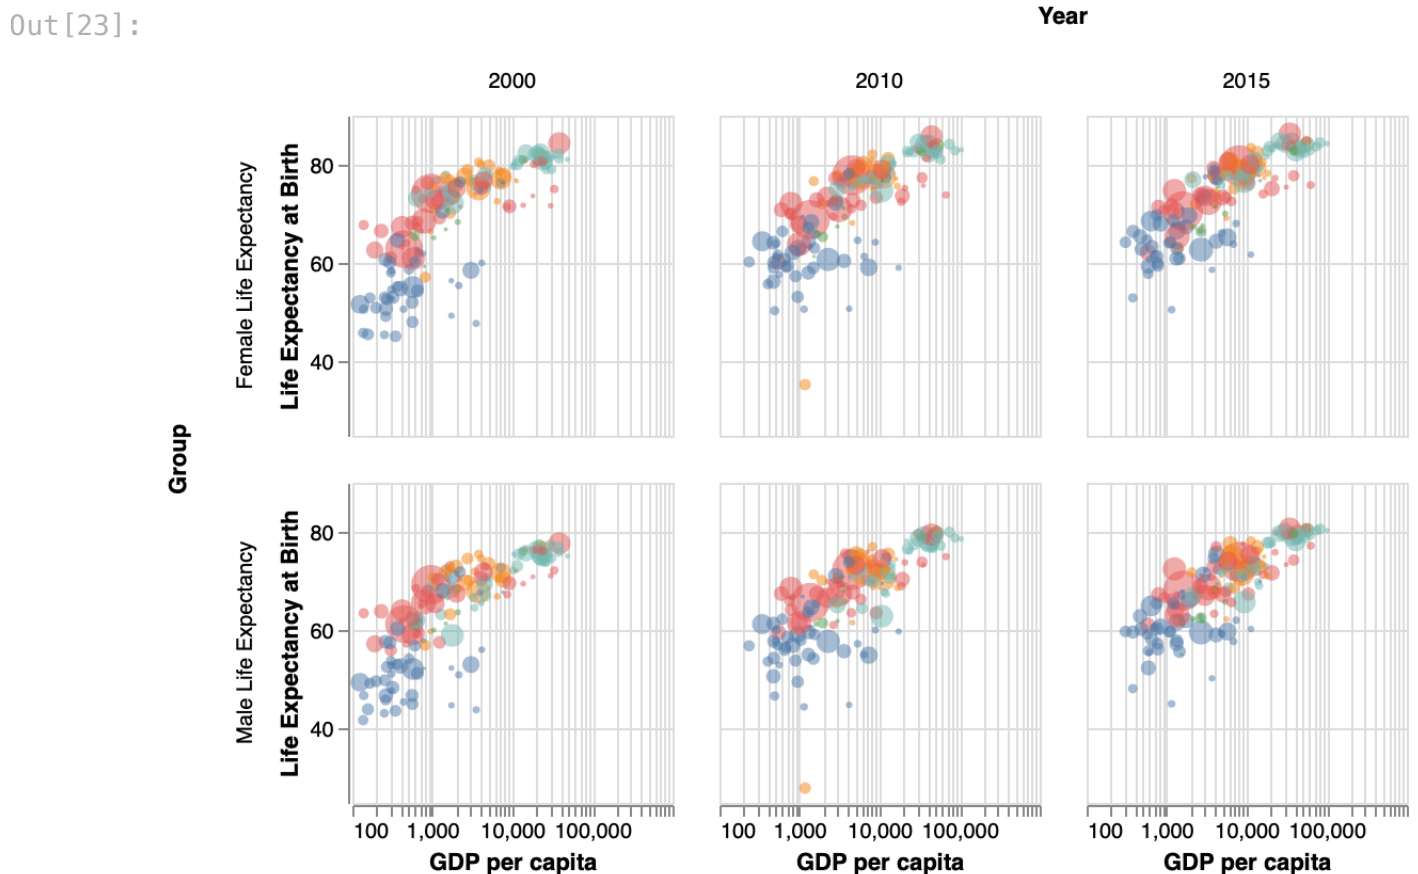 Out[23]:
Year
2000
2010
2015
Group
Female Life Expectancy
Life Expectancy at Birth
80
60
40
Male Life Expectancy
Life Expectancy at Birth
80
60
40
100 1,000 10,000 100,000
100 1,000 10,000 100,000
100 1,000 10,000 100,000
GDP per capita
GDP per capita
GDP per capita